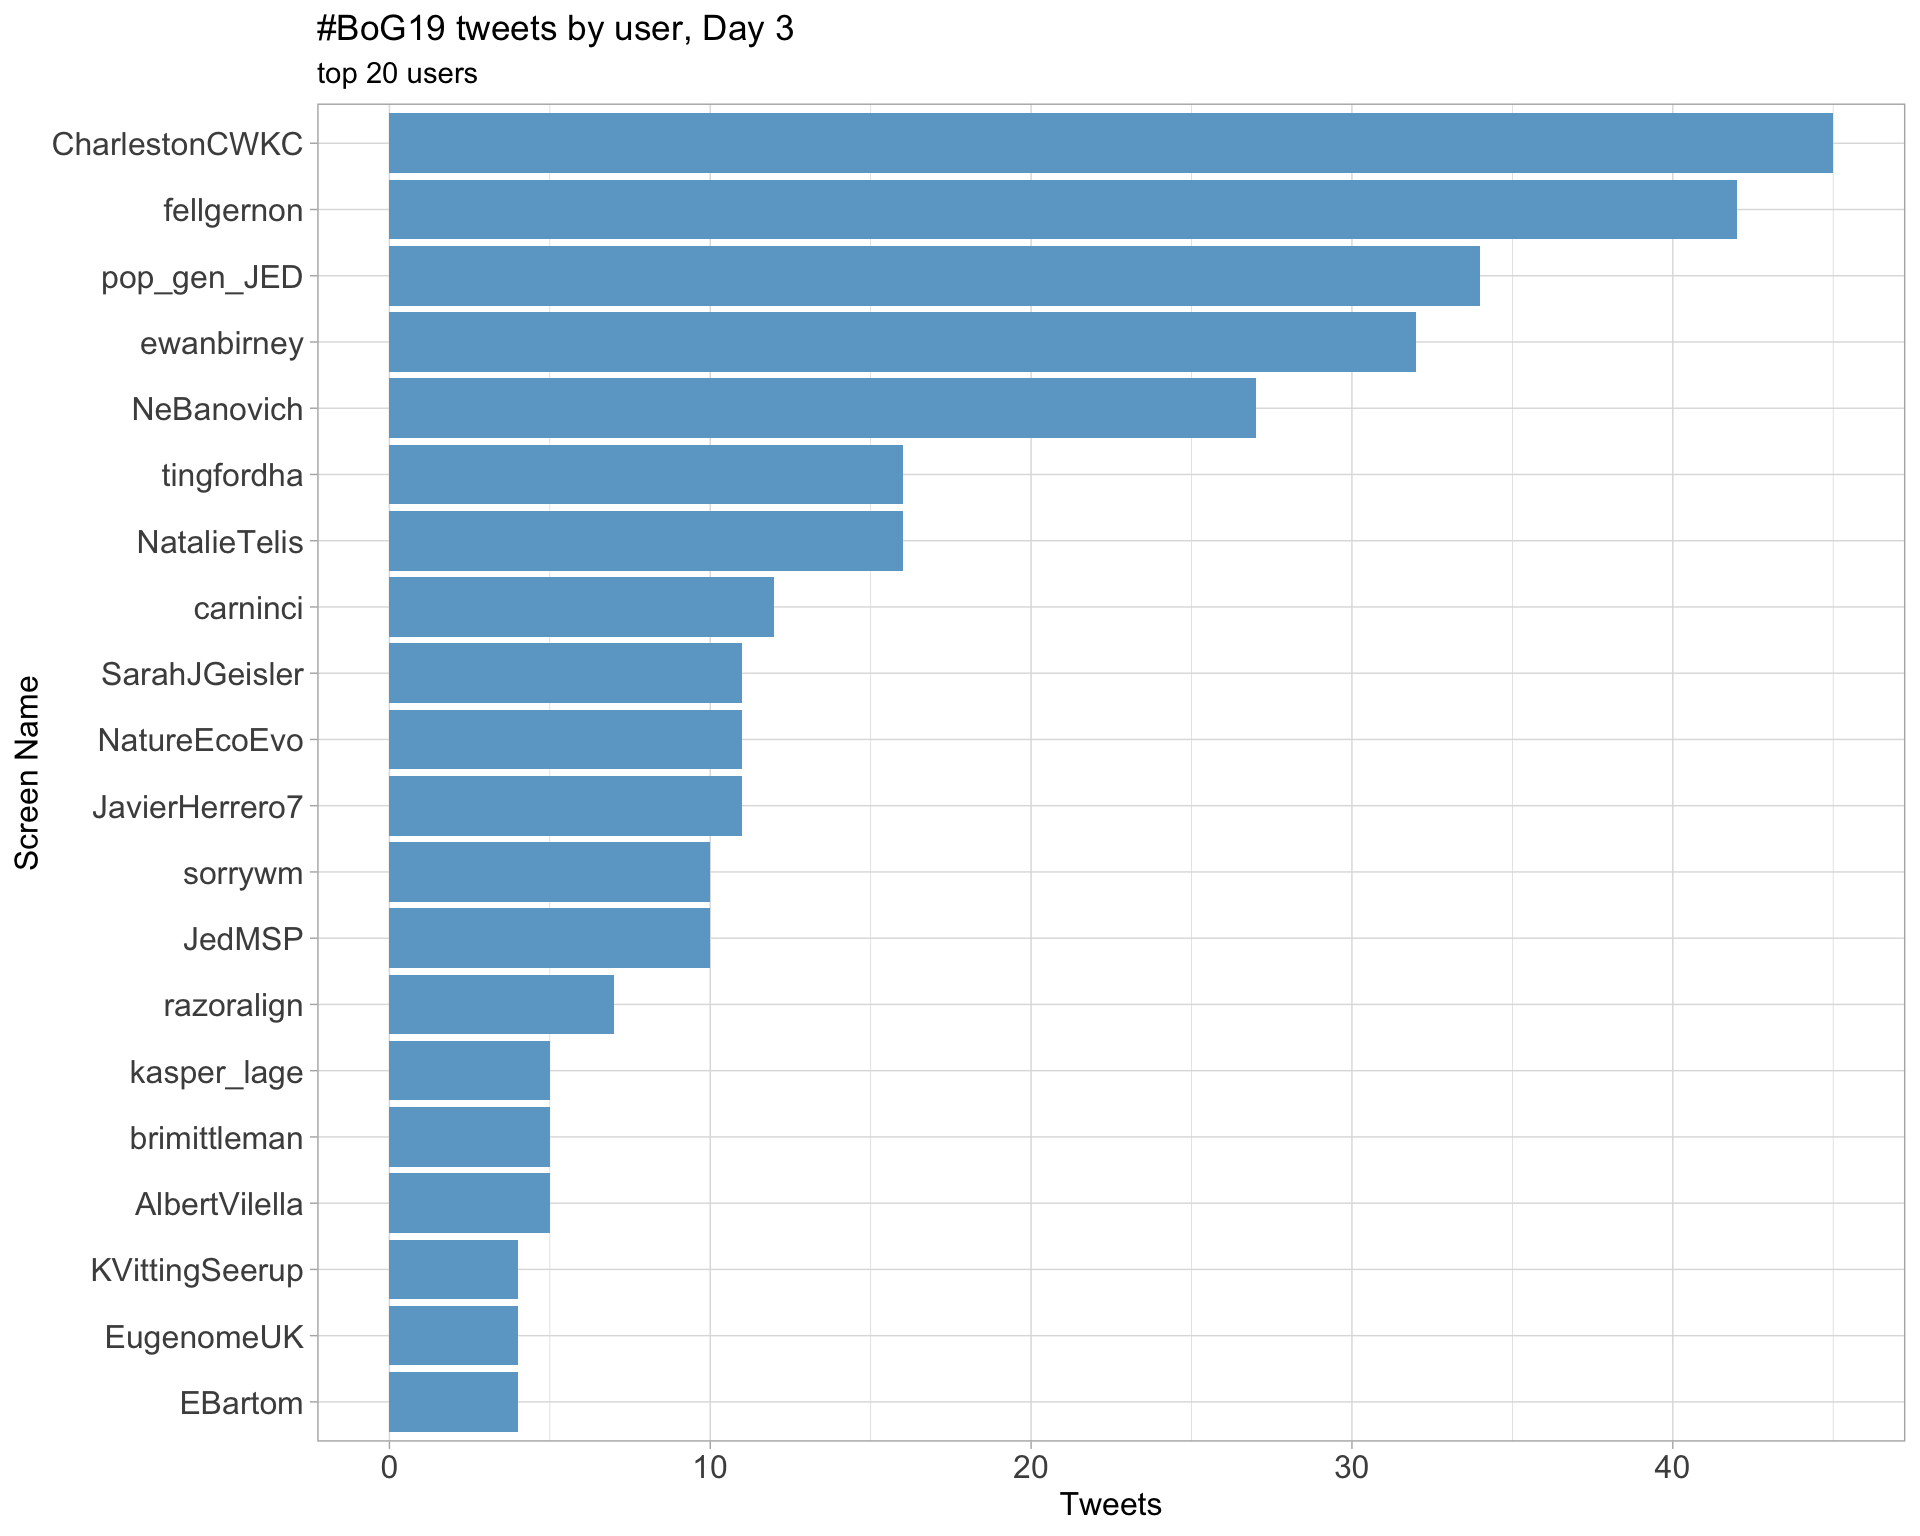 #BoG19 tweets by user, Day 3
top 20 users
Screen Name
CharlestonCWKC
fellgernon
pop_gen_JED
ewanbirney
NeBanovich
tingfordha
NatalieTelis
carninci
SarahJGeisler
NatureEcoEvo
JavierHerrero7
sorrywm
JedMSP
razoralign
kasper_lage
brimittleman
AlbertVilella
KVittingSeerup
EugenomeUK
EBartom
0 10 20 30 40
Tweets